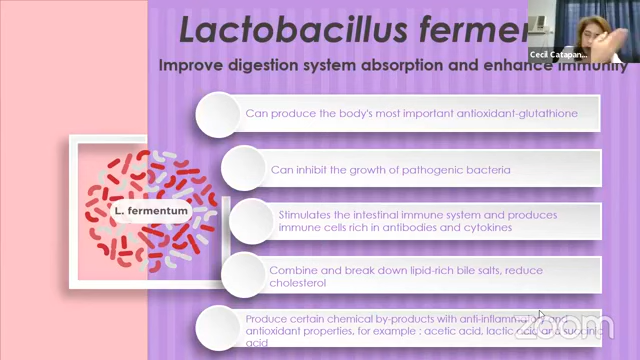 Lactobacillus fermen
Cecil Catapan...
Improve digestion system absorption and enhance immunity
Can produce the body's most important antioxidant-glutathione
Can inhibit the growth of pathogenic bacteria
L. fermentum
Stimulates the intestinal immune system and produces
immune cells rich in antibodies and cytokines
Combine and break down lipid-rich bile salts, reduce
cholesterol
Produce certain chemical by-products with anti-inflammatory and
antioxidant properties, for example : acetic acid, lactic acid and succinic
acid
zoom